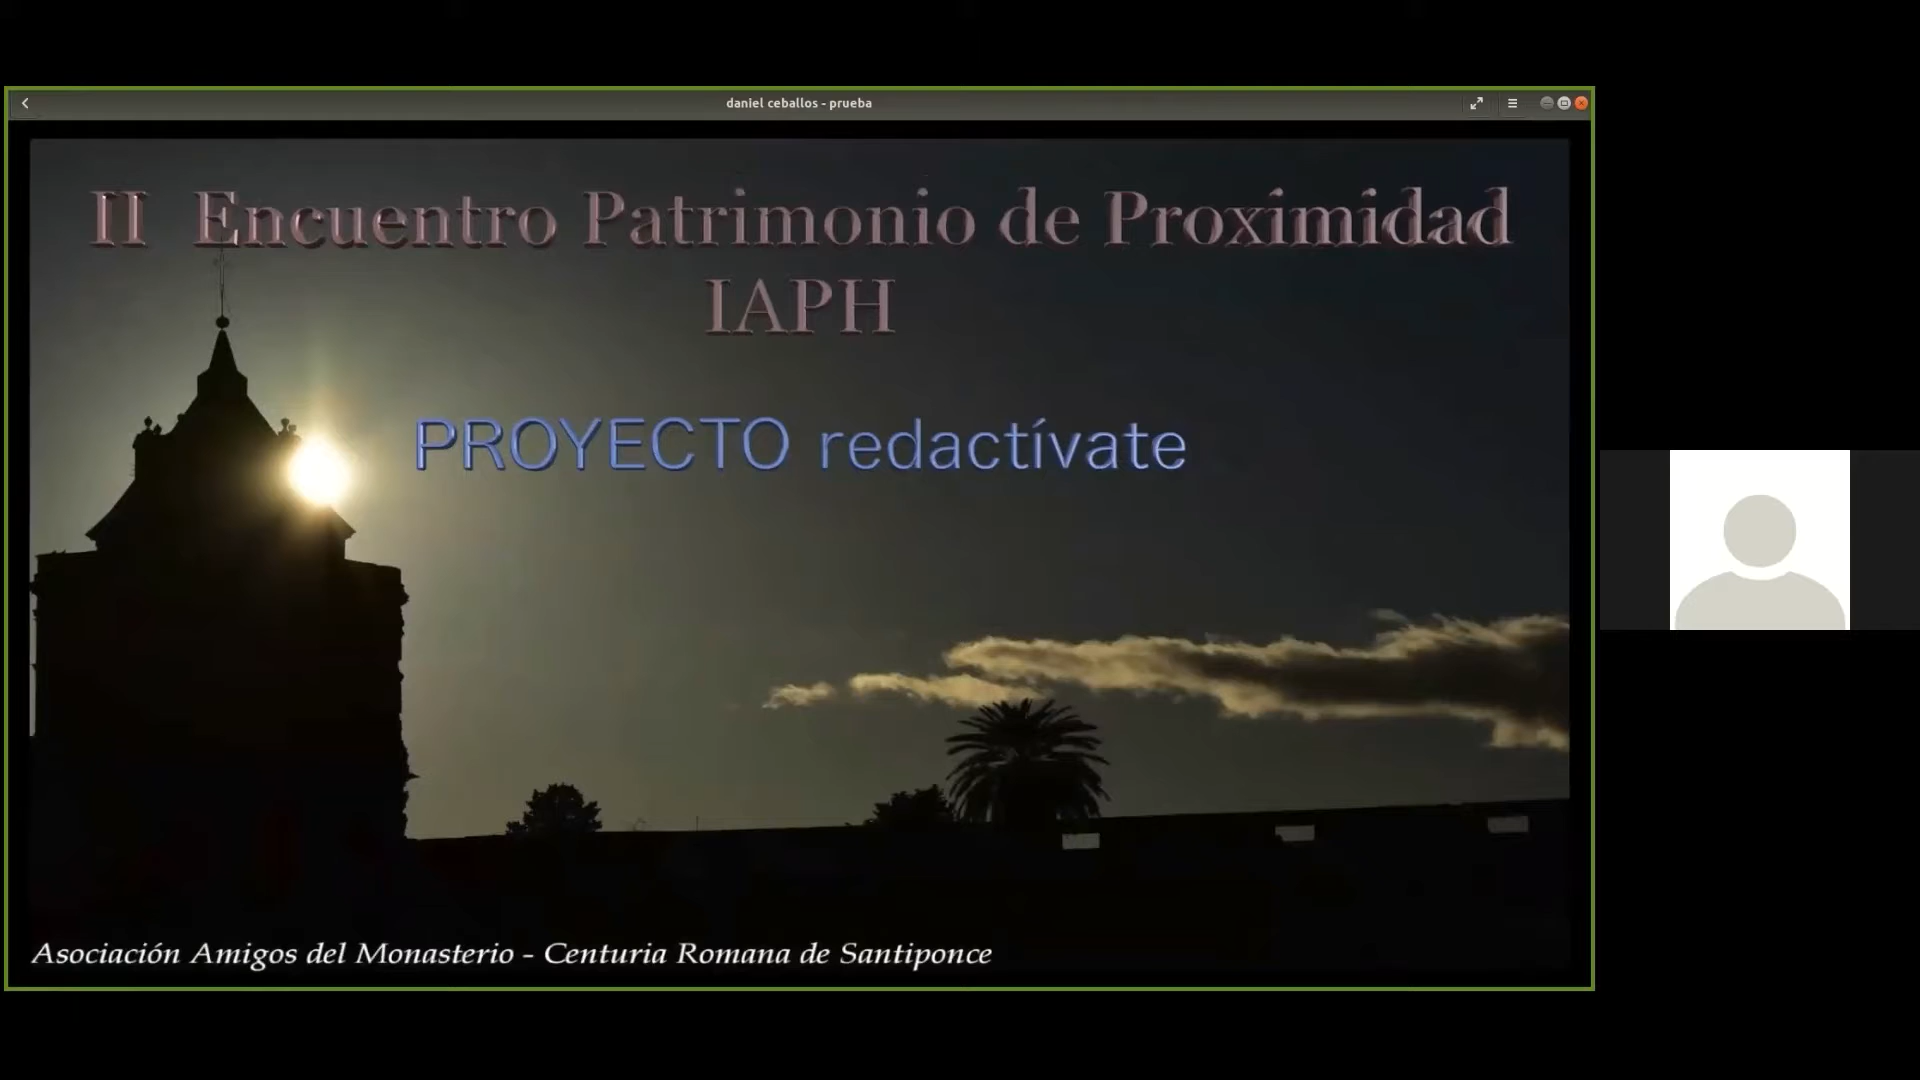 daniel ceballos - prueba
II Encuentro Patrimonio de Proximidad
IAPH
PROYECTO redactívate
Asociación Amigos del Monasterio - Centuria Romana de Santiponce